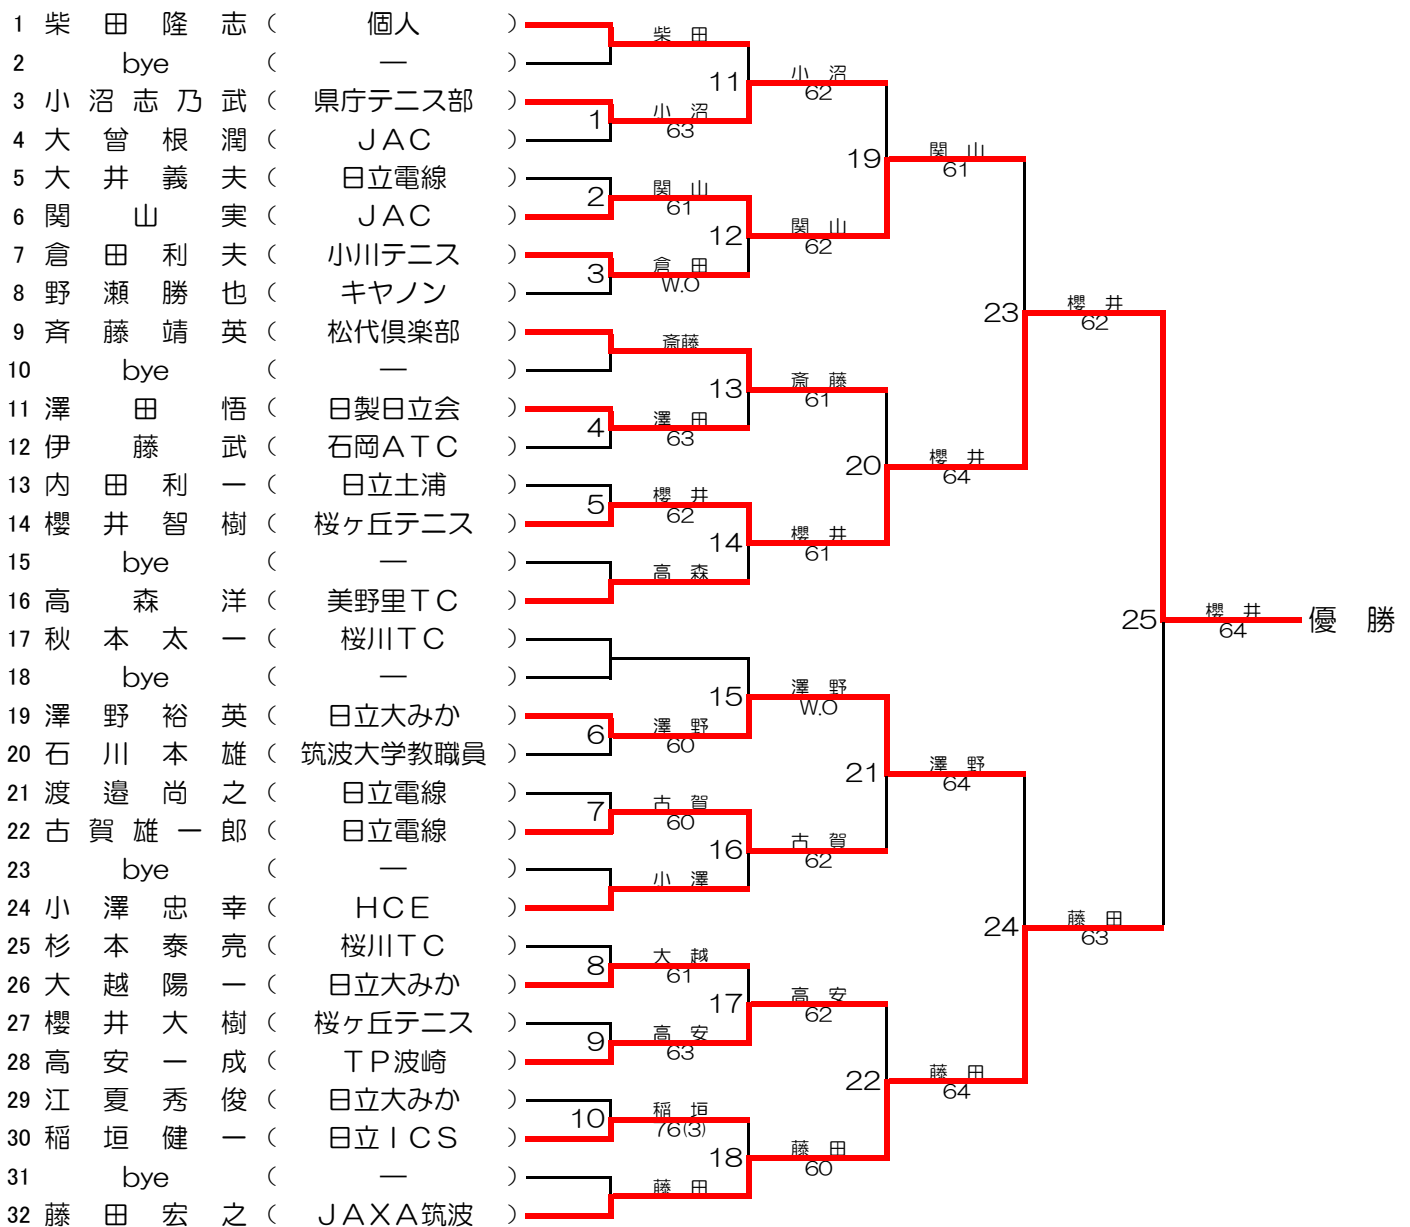 1 柴田隆志 ( 個人 )
2 bye ( ― )
3 小沼志乃武 ( 県庁テニス部 )
4 大曾根潤 ( JAC )
5 大井義夫 ( 日立電線 )
6 関山実 ( JAC )
7 倉田利夫 ( 小川テニス )
8 野瀬勝也 ( キヤノン )
9 斉藤靖英 ( 松代倶楽部 )
10 bye ( ― )
11 澤田悟 ( 日製日立会 )
12 伊藤武 ( 石岡ATC )
13 内田利一 ( 日立土浦 )
14 櫻井智樹 ( 桜ヶ丘テニス )
15 bye ( ― )
16 高森洋 ( 美野里TC )
17 秋本太一 ( 桜川TC )
18 bye ( ― )
19 澤野裕英 ( 日立大みか )
20 石川本雄 ( 筑波大学教職員 )
21 渡邉尚之 ( 日立電線 )
22 古賀雄一郎 ( 日立電線 )
23 bye ( ― )
24 小澤忠幸 ( HCE )
25 杉本泰亮 ( 桜川TC )
26 大越陽一 ( 日立大みか )
27 櫻井大樹 ( 桜ヶ丘テニス )
28 高安一成 ( TP波崎 )
29 江夏秀俊 ( 日立大みか )
30 稲垣健一 ( 日立ICS )
31 bye ( ― )
32 藤田宏之 ( JAXA筑波 )
柴田
1 小沼
63
2 関山
61
3 倉田
W.O
斎藤
4 澤田
63
5 櫻井
62
高森
6 澤野
60
7 古賀
60
小澤
8 大越
61
9 高安
63
10 稲垣
76(3)
藤田
11 小沼
62
12 関山
62
13 斎藤
61
14 櫻井
61
15 澤野
W.O
16 古賀
62
17 高安
62
18 藤田
60
19 関山
61
20 櫻井
64
21 澤野
64
22 藤田
64
23 櫻井
62
24 藤田
63
25 櫻井
64
優勝